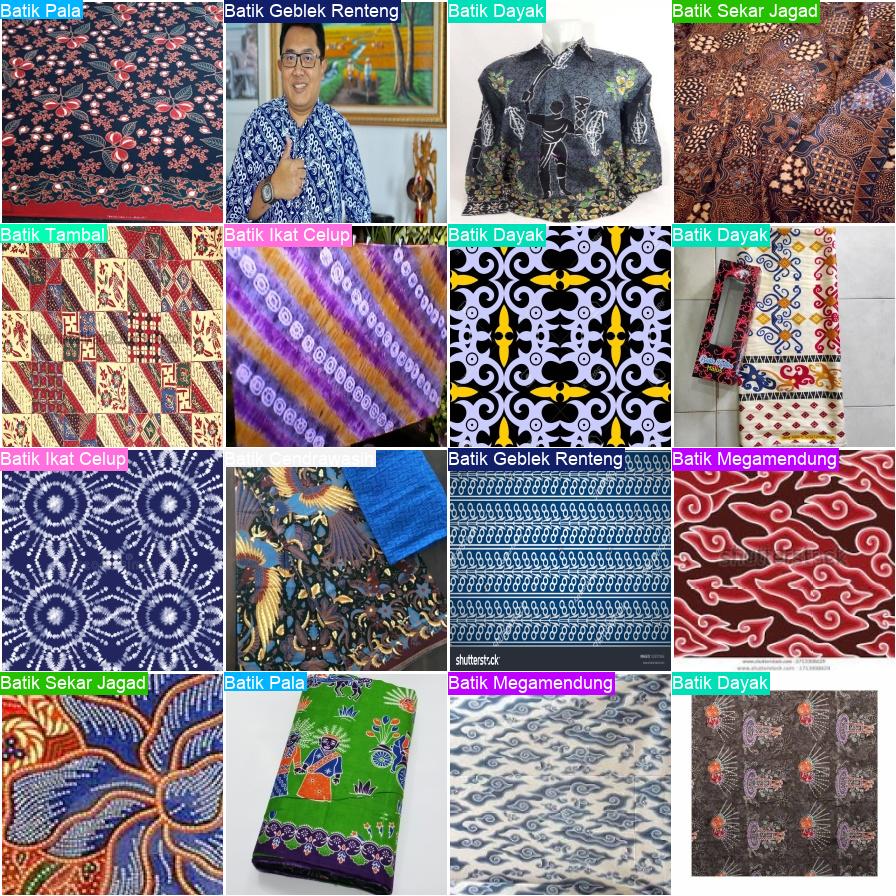 Batik Pala
Batik Geblek Renteng
Batik Dayak
Batik Sekar Jagad
Batik Tambal
Batik Ikat Celup
Batik Dayak
Batik Dayak
Batik Ikat Celup
Batik Cendrawasih
Batik Geblek Renteng
Batik Megamendung
shutterstock
shutterstock
Batik Sekar Jagad
Batik Pala
Batik Megamendung
Batik Dayak